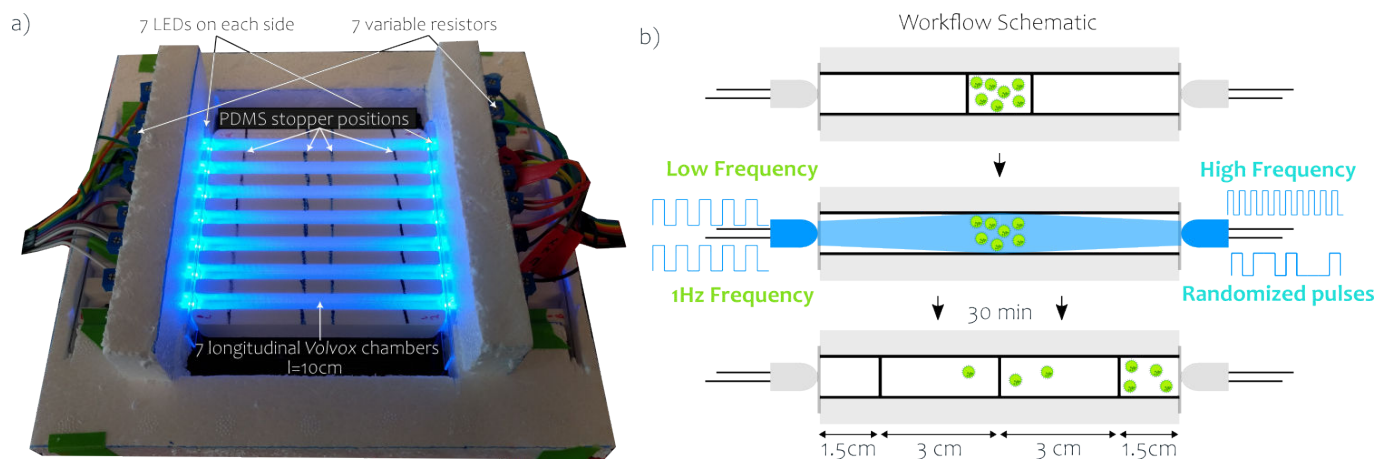 a)
7 LEDs on each side
7 variable resistors
PDMS stopper positions
7 longitudinal Volvox chambers
l=10cm
b)
Workflow Schematic
Low Frequency
High Frequency
1Hz Frequency
Randomized pulses
30 min
1.5cm
3 cm
3 cm
1.5cm